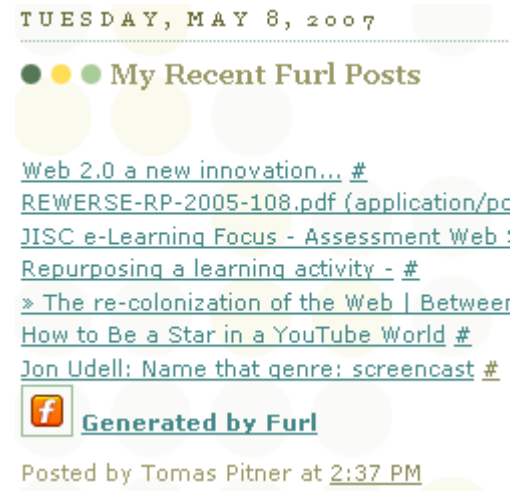 TUESDAY, MAY 8, 2007
My Recent Furl Posts
Web 2.0 a new innovation... #
REWERSE-RP-2005-108.pdf (application/pd
JISC e-Learning Focus - Assessment Web
Repurposing a learning activity - #
» The re-colonization of the Web | Between
How to Be a Star in a YouTube World #
Jon Udell: Name that genre: screencast #
f Generated by Furl
Posted by Tomas Pitner at 2:37 PM